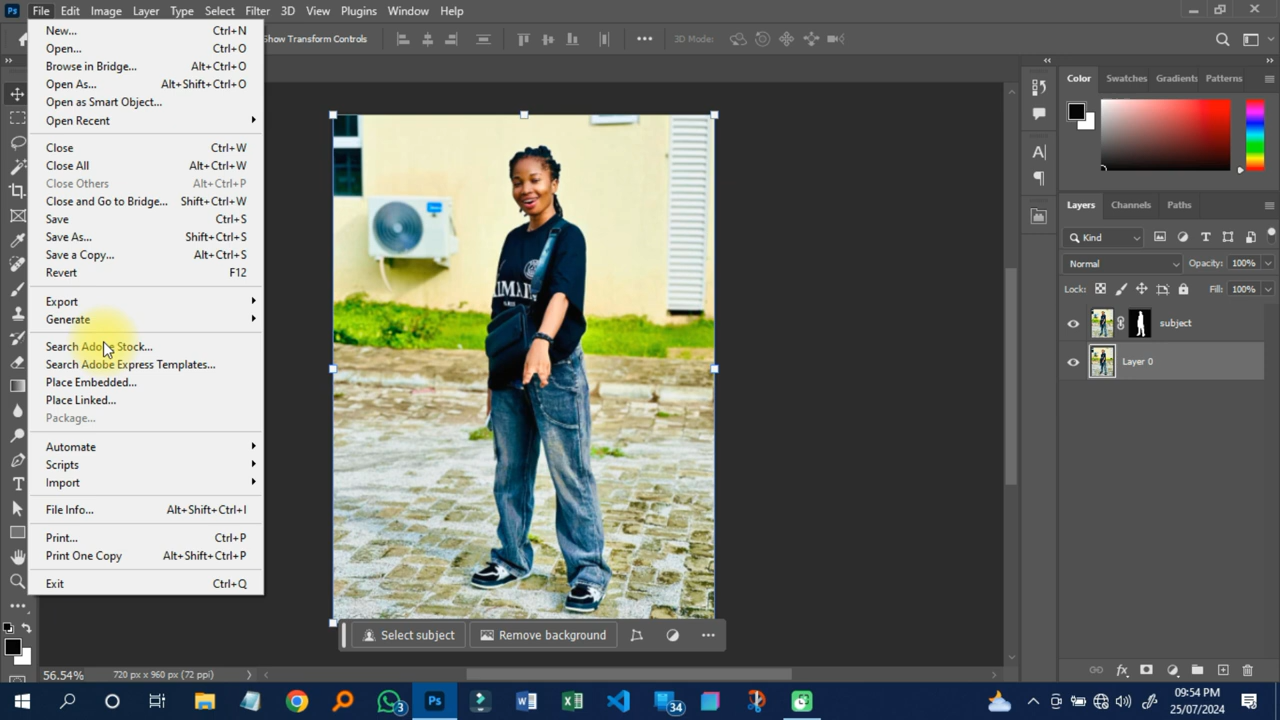 Ps File Edit Image Layer Type Select Filter 3D View Plugins Window Help
Show Transform Controls
3D Mode:
New... Ctrl+N
Open... Ctrl+O
Browse in Bridge... Alt+Ctrl+O
Open As... Alt+Shift+Ctrl+O
Open as Smart Object...
Open Recent
Close Ctrl+W
Close All Alt+Ctrl+W
Close Others Alt+Ctrl+P
Close and Go to Bridge... Shift+Ctrl+W
Save Ctrl+S
Save As... Shift+Ctrl+S
Save a Copy... Alt+Ctrl+S
Revert F12
Export
Generate
Search Adobe Stock...
Search Adobe Express Templates...
Place Embedded...
Place Linked...
Package...
Automate
Scripts
Import
File Info... Alt+Shift+Ctrl+I
Print... Ctrl+P
Print One Copy Alt+Shift+Ctrl+P
Exit Ctrl+Q
Select subject
Remove background
Color Swatches Gradients Patterns
Layers Channels Paths
Kind
Normal Opacity: 100%
Lock: Fill: 100%
subject
Layer 0
56.54% 720 px x 960 px (72 ppi)
3
Ps
34
09:54 PM
25/07/2024